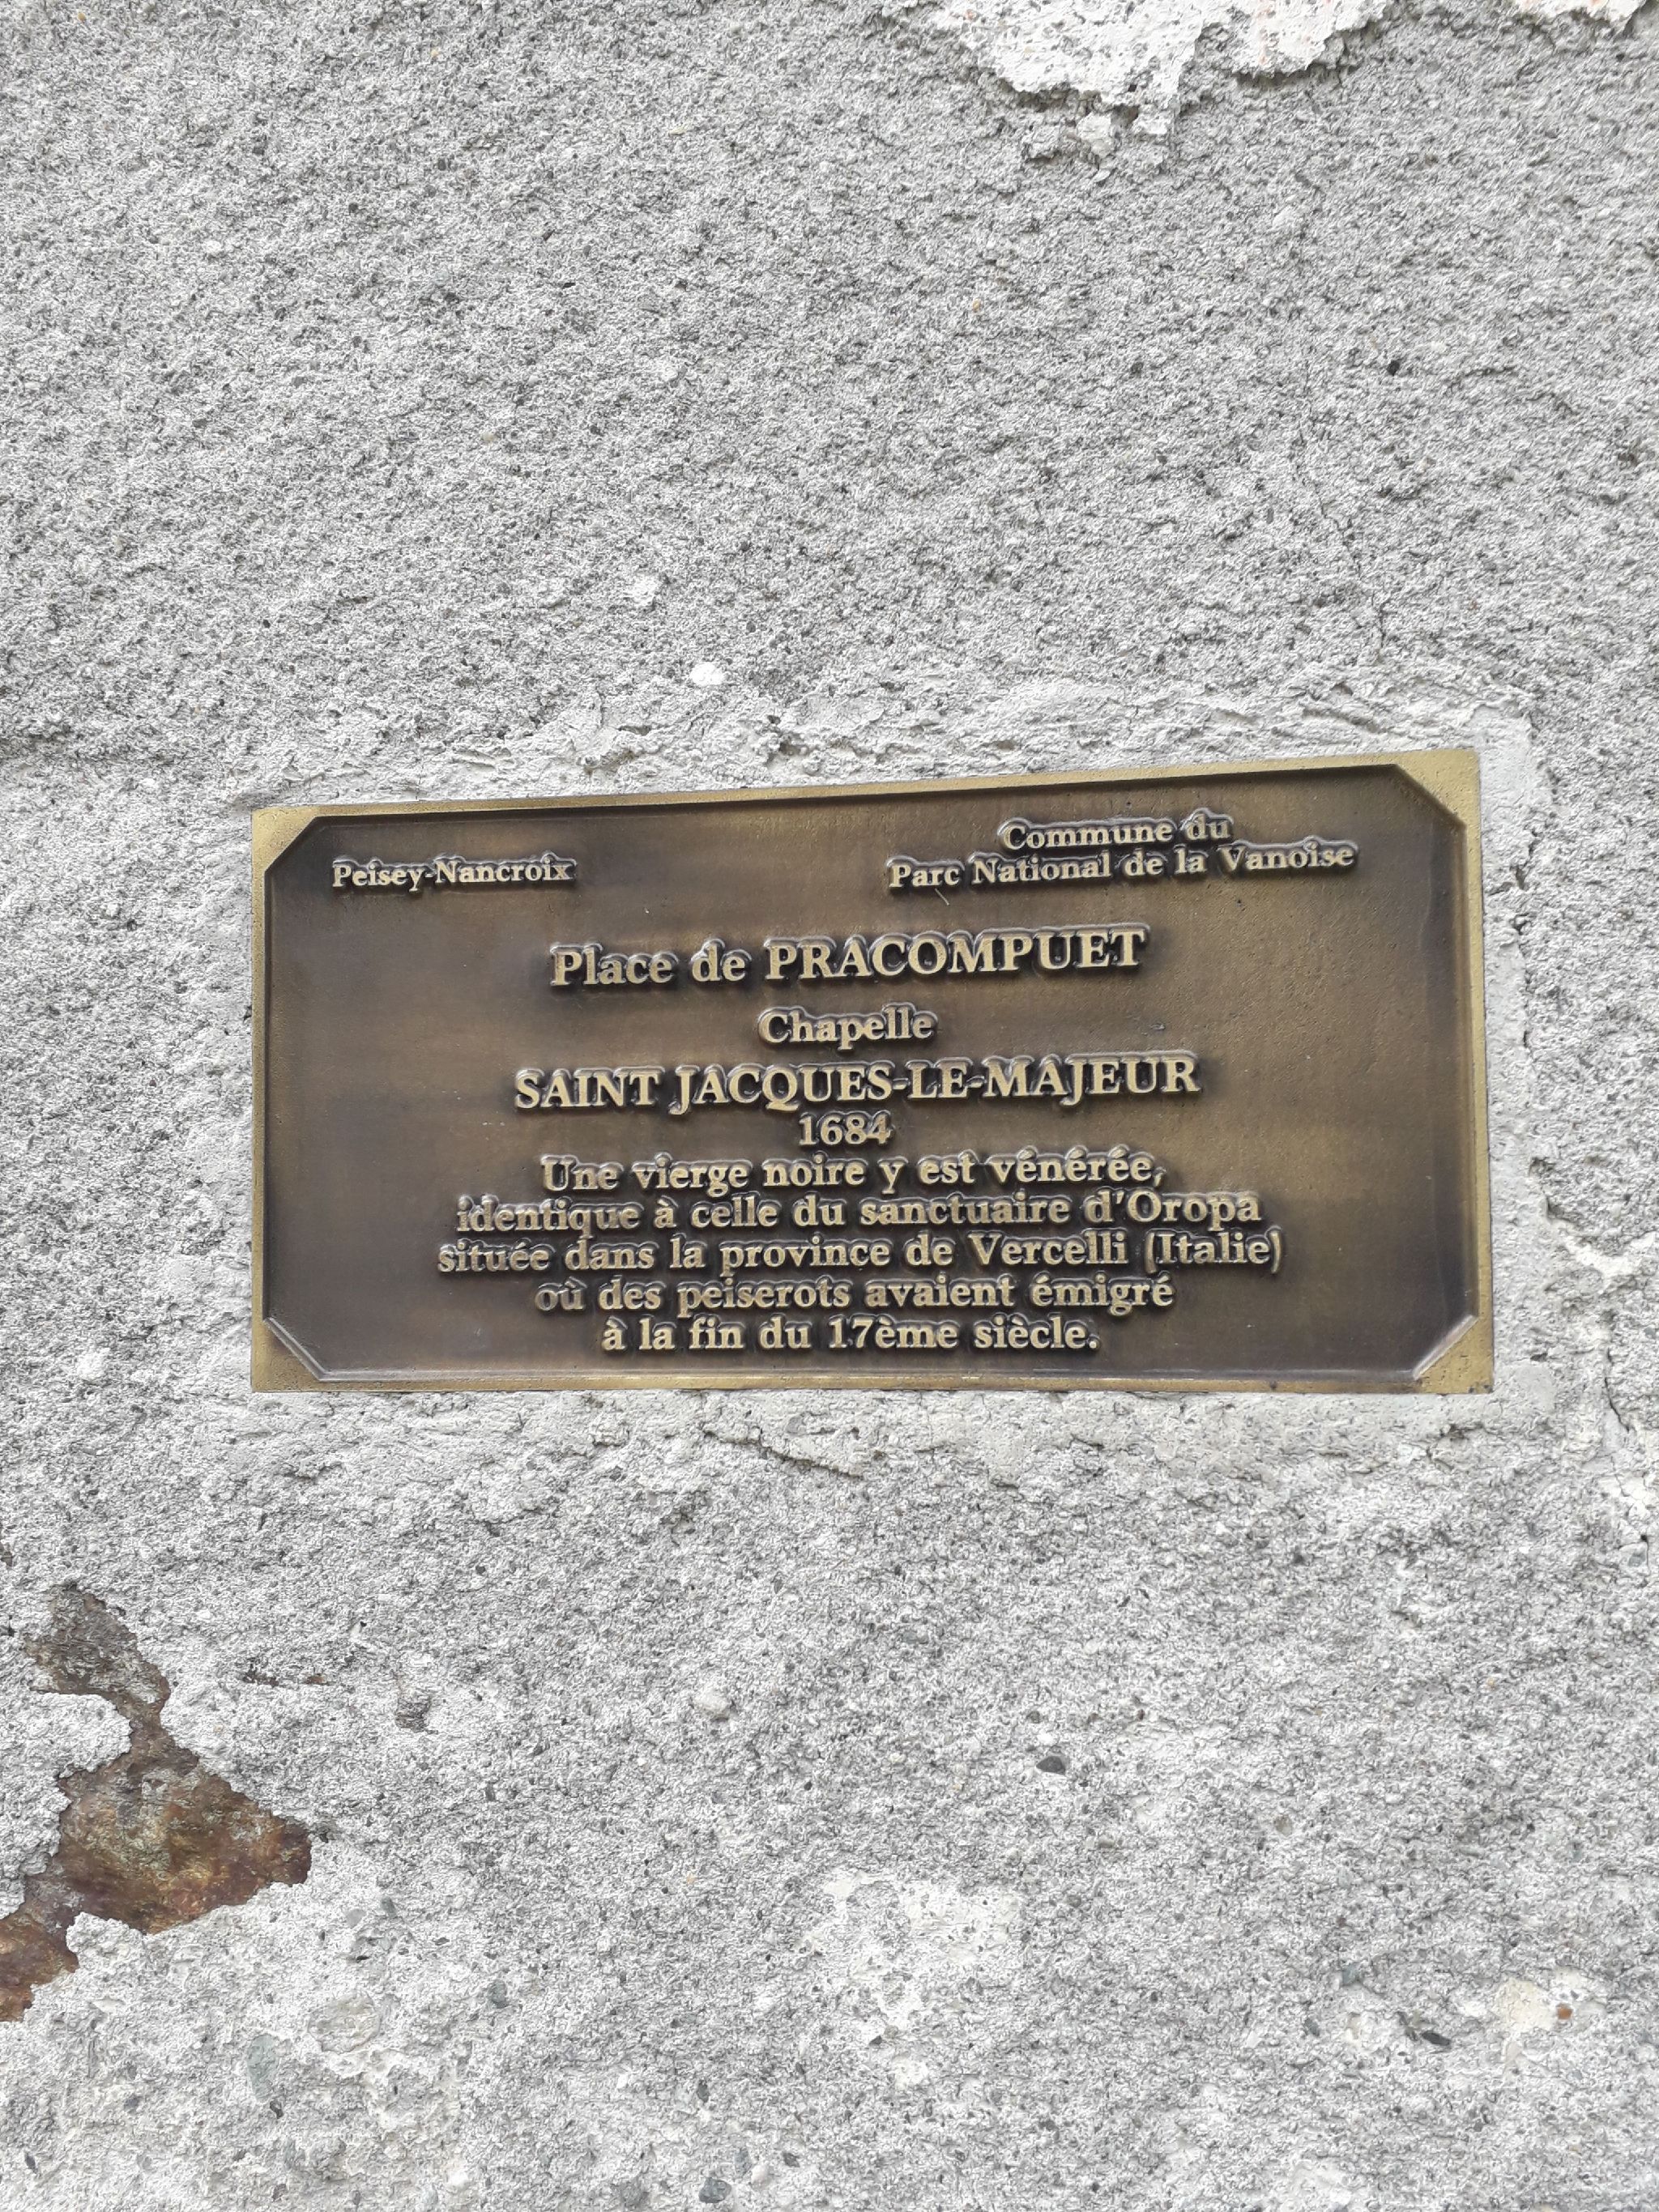 Peisey-Nancroix
Commune du
Parc National de la Vanoise
Place de PRACOMPUET
Chapelle
SAINT JACQUES-LE-MAJEUR
1684
Une vierge noire y est vénérée,
identique à celle du sanctuaire d'Oropa
située dans la province de Vercelli (Italie)
où des peiserots avaient émigré
à la fin du 17ème siècle.